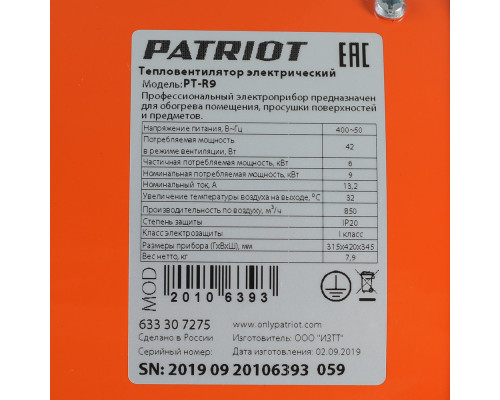 PATRIOT EAC
Тепловентилятор электрический
Модель: PT-R9
Профессиональный электроприбор предназначен
для обогрева помещения, просушки поверхностей
и предметов.
Напряжение питания, В~Гц 400~50
Потребляемая мощность
в режиме вентиляции, Вт 42
Частичная потребляемая мощность, кВт 6
Номинальная потребляемая мощность, кВт 9
Номинальный ток, А 13,2
Увеличение температуры воздуха на выходе, °С 32
Производительность по воздуху, м³/ч 850
Степень защиты IP20
Класс электрозащиты I класс
Размеры прибора (ГхВхШ), мм 315х420х345
Вес нетто, кг 7,9
MOD
20106393
633 30 7275 www.onlypatriot.com
Сделано в России Изготовитель: ООО "ИЗТТ"
Серийный номер: Дата изготовления: 02.09.2019
SN: 2019 09 20106393 059